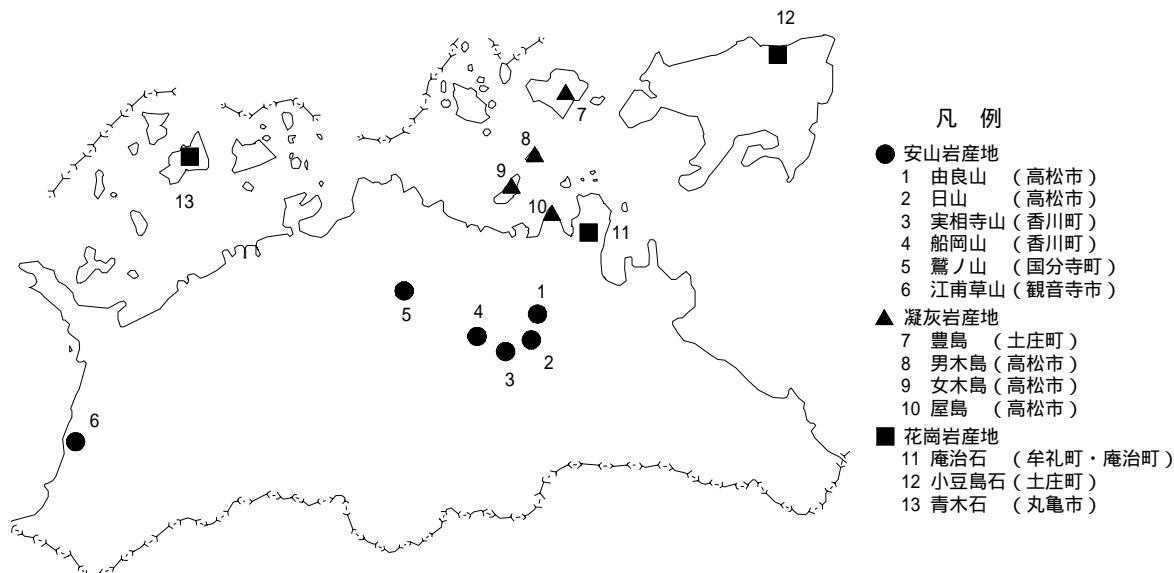 12
7
8
9
13
10
11
5
4
1
2
3
6
凡 例
安山岩産地
1 由良山 (高松市)
2 日山 (高松市)
3 実相寺山(香川町)
4 船岡山 (香川町)
5 鷲ノ山 (国分寺町)
6 江甫草山(観音寺市)
凝灰岩産地
7 豊島 (土庄町)
8 男木島(高松市)
9 女木島(高松市)
10 屋島 (高松市)
花崗岩産地
11 庵治石 (牟礼町・庵治町)
12 小豆島石(土庄町)
13 青木石 (丸亀市)